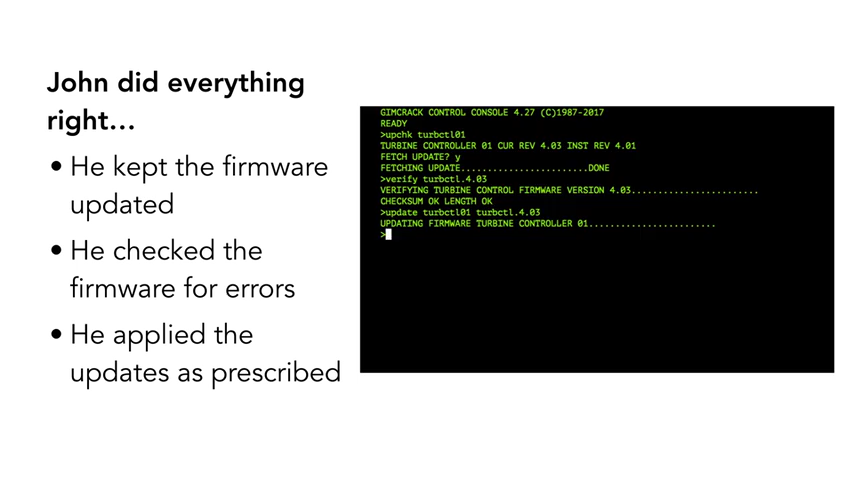 John did everything
right...
• He kept the firmware
updated
• He checked the
firmware for errors
• He applied the
updates as prescribed
GIMCRACK CONTROL CONSOLE 4.27 (C)1987-2017
READY
>upchk turbctl01
TURBINE CONTROLLER 01 CUR REV 4.03 INST REV 4.01
FETCH UPDATE? y
FETCHING UPDATE........................DONE
>verify turbctl.4.03
VERIFYING TURBINE CONTROL FIRMWARE VERSION 4.03........................
CHECKSUM OK LENGTH OK
>update turbctl01 turbctl.4.03
UPDATING FIRMWARE TURBINE CONTROLLER 01........................
>